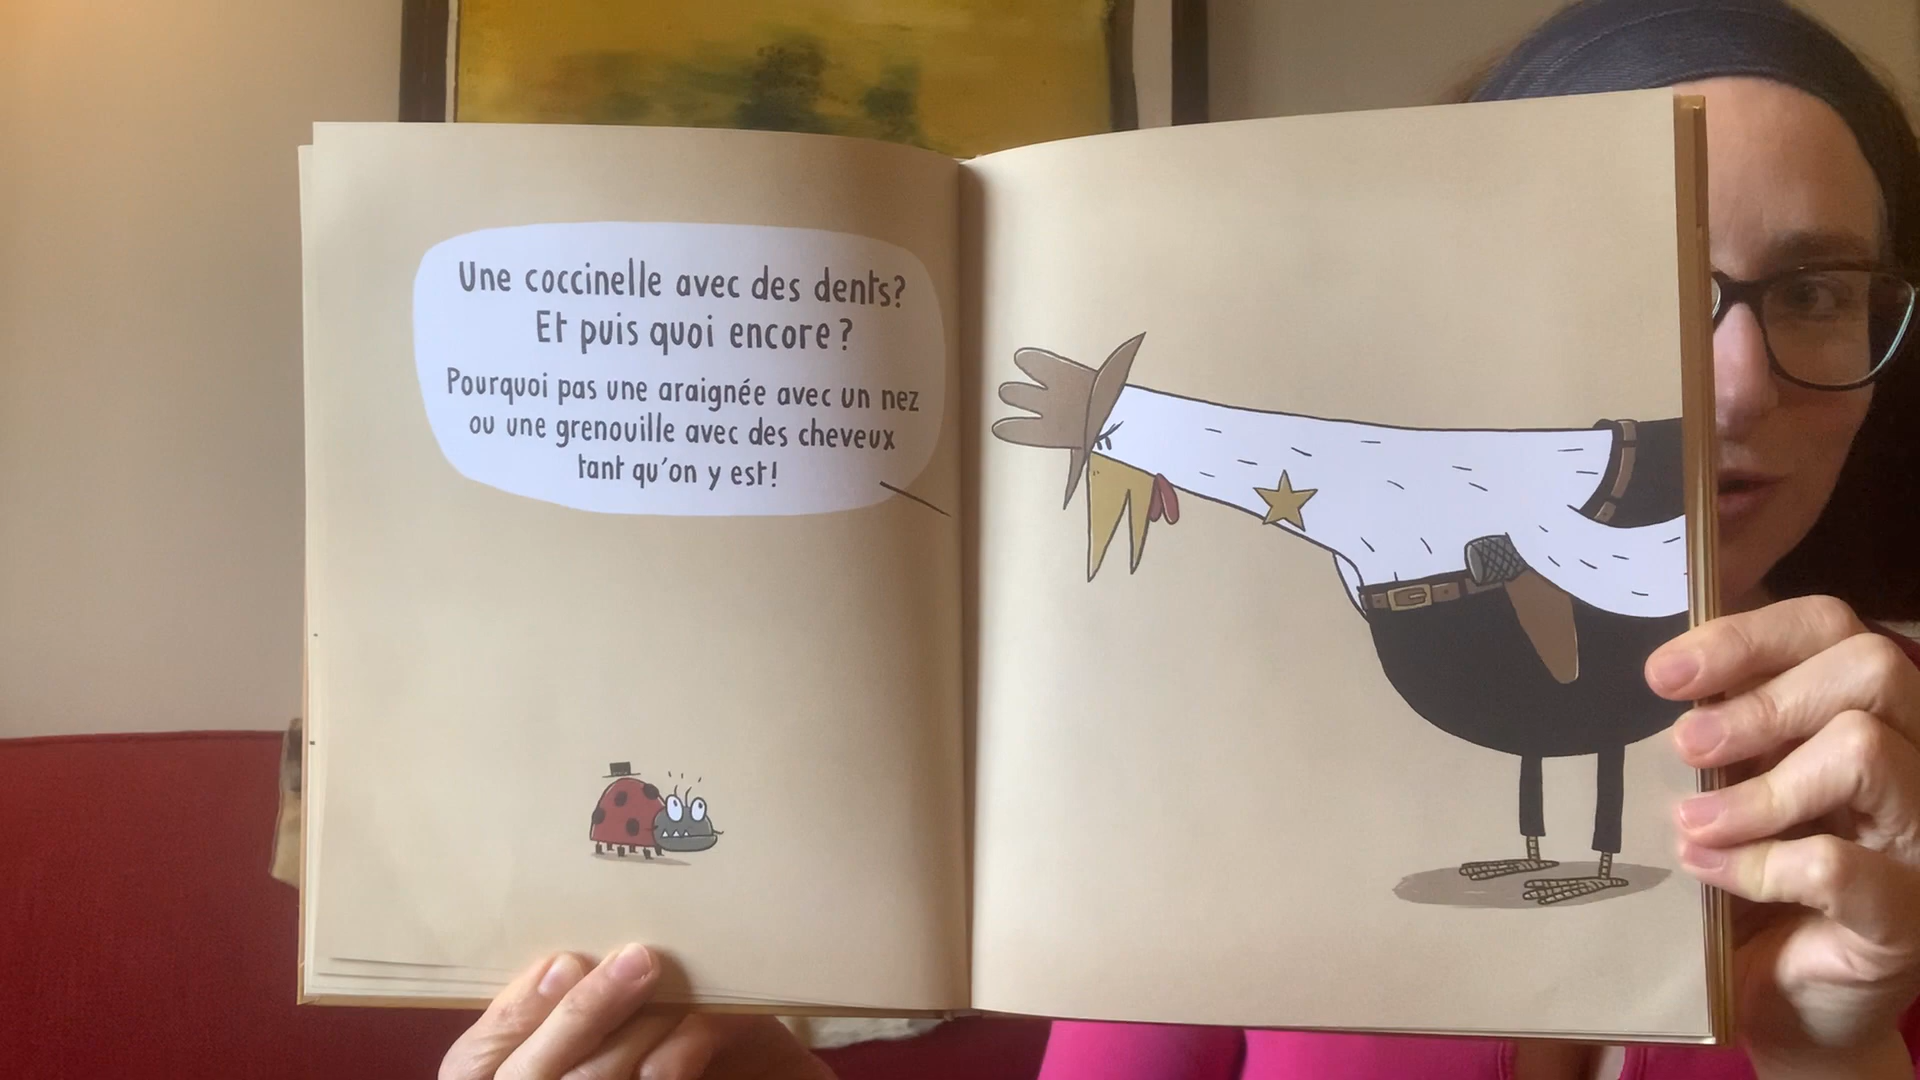 Une coccinelle avec des dents?
Et puis quoi encore ?
Pourquoi pas une araignée avec un nez
ou une grenouille avec des cheveux
tant qu'on y est!